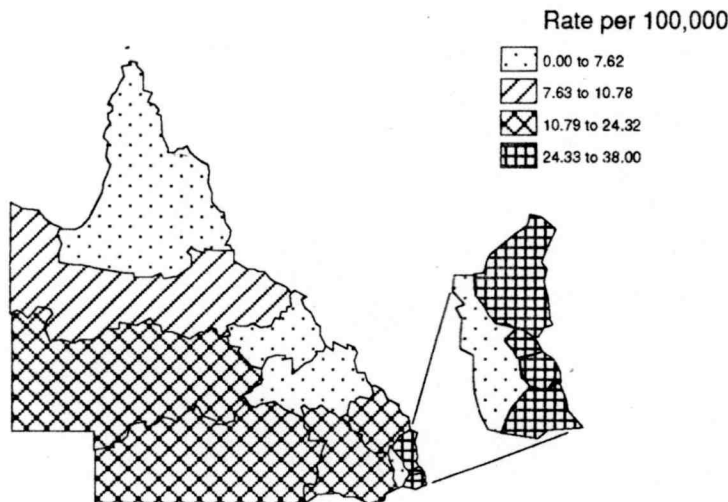 Rate per 100,000
0.00 to 7.62
7.63 to 10.78
10.79 to 24.32
24.33 to 38.00